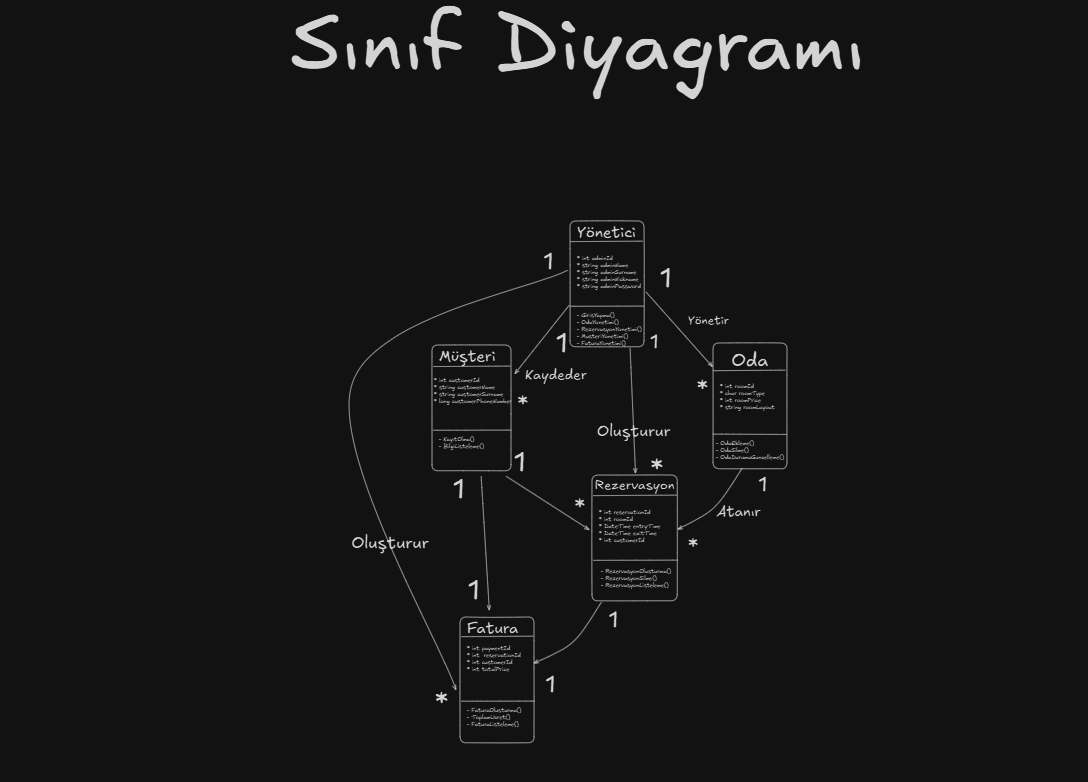 Sınıf Diyagramı
Yönetici
* int adminId
* string adminName
* string adminSurname
* string adminNickname
* string adminPassword
- GirisYapma()
- OdaYonetimi()
- RezervasyonYonetimi()
- MusteriYonetimi()
- FaturaYonetimi()
1
1
1
1
Yönetir
Kaydeder
Müşteri
* int customerId
* string customerName
* string customerSurname
* long customerPhoneNumber
- KayıtOlma()
- BilgiListeleme()
*
1
1
Oda
* int roomId
* char roomType
* int roomPrice
* string roomLayout
- OdaEkleme()
- OdaSilme()
- OdaDurumuGuncelleme()
*
1
Oluşturur
*
*
Atanır
*
Rezervasyon
* int reservationId
* int roomId
* DateTime entryTime
* DateTime exitTime
* int customerId
- RezervasyonOlusturma()
- RezervasyonSilme()
- RezervasyonListeleme()
Oluşturur
1
1
1
*
Fatura
* int paymentId
* int reservationId
* int customerId
* int totalPrice
- FaturaOlusturma()
- ToplamUcret()
- FaturaListeleme()